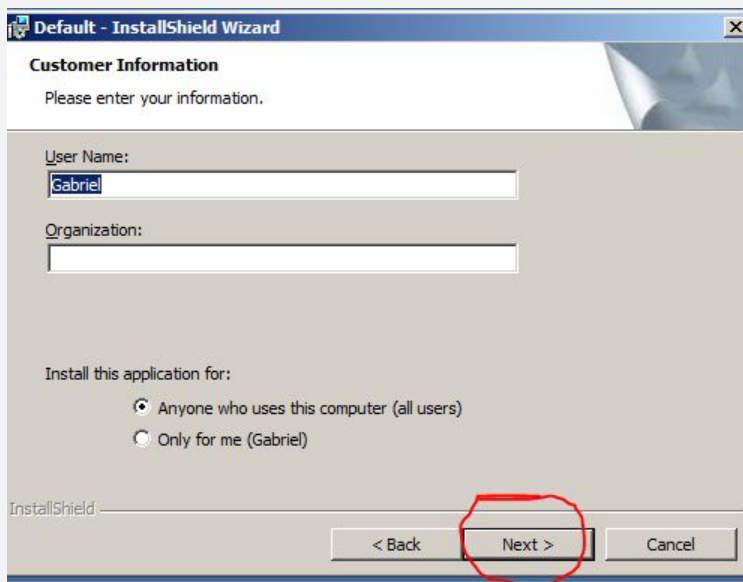 Default - InstallShield Wizard
Customer Information
Please enter your information.
User Name:
Gabriel
Organization:
Install this application for:
Anyone who uses this computer (all users)
Only for me (Gabriel)
InstallShield
< Back Next > Cancel